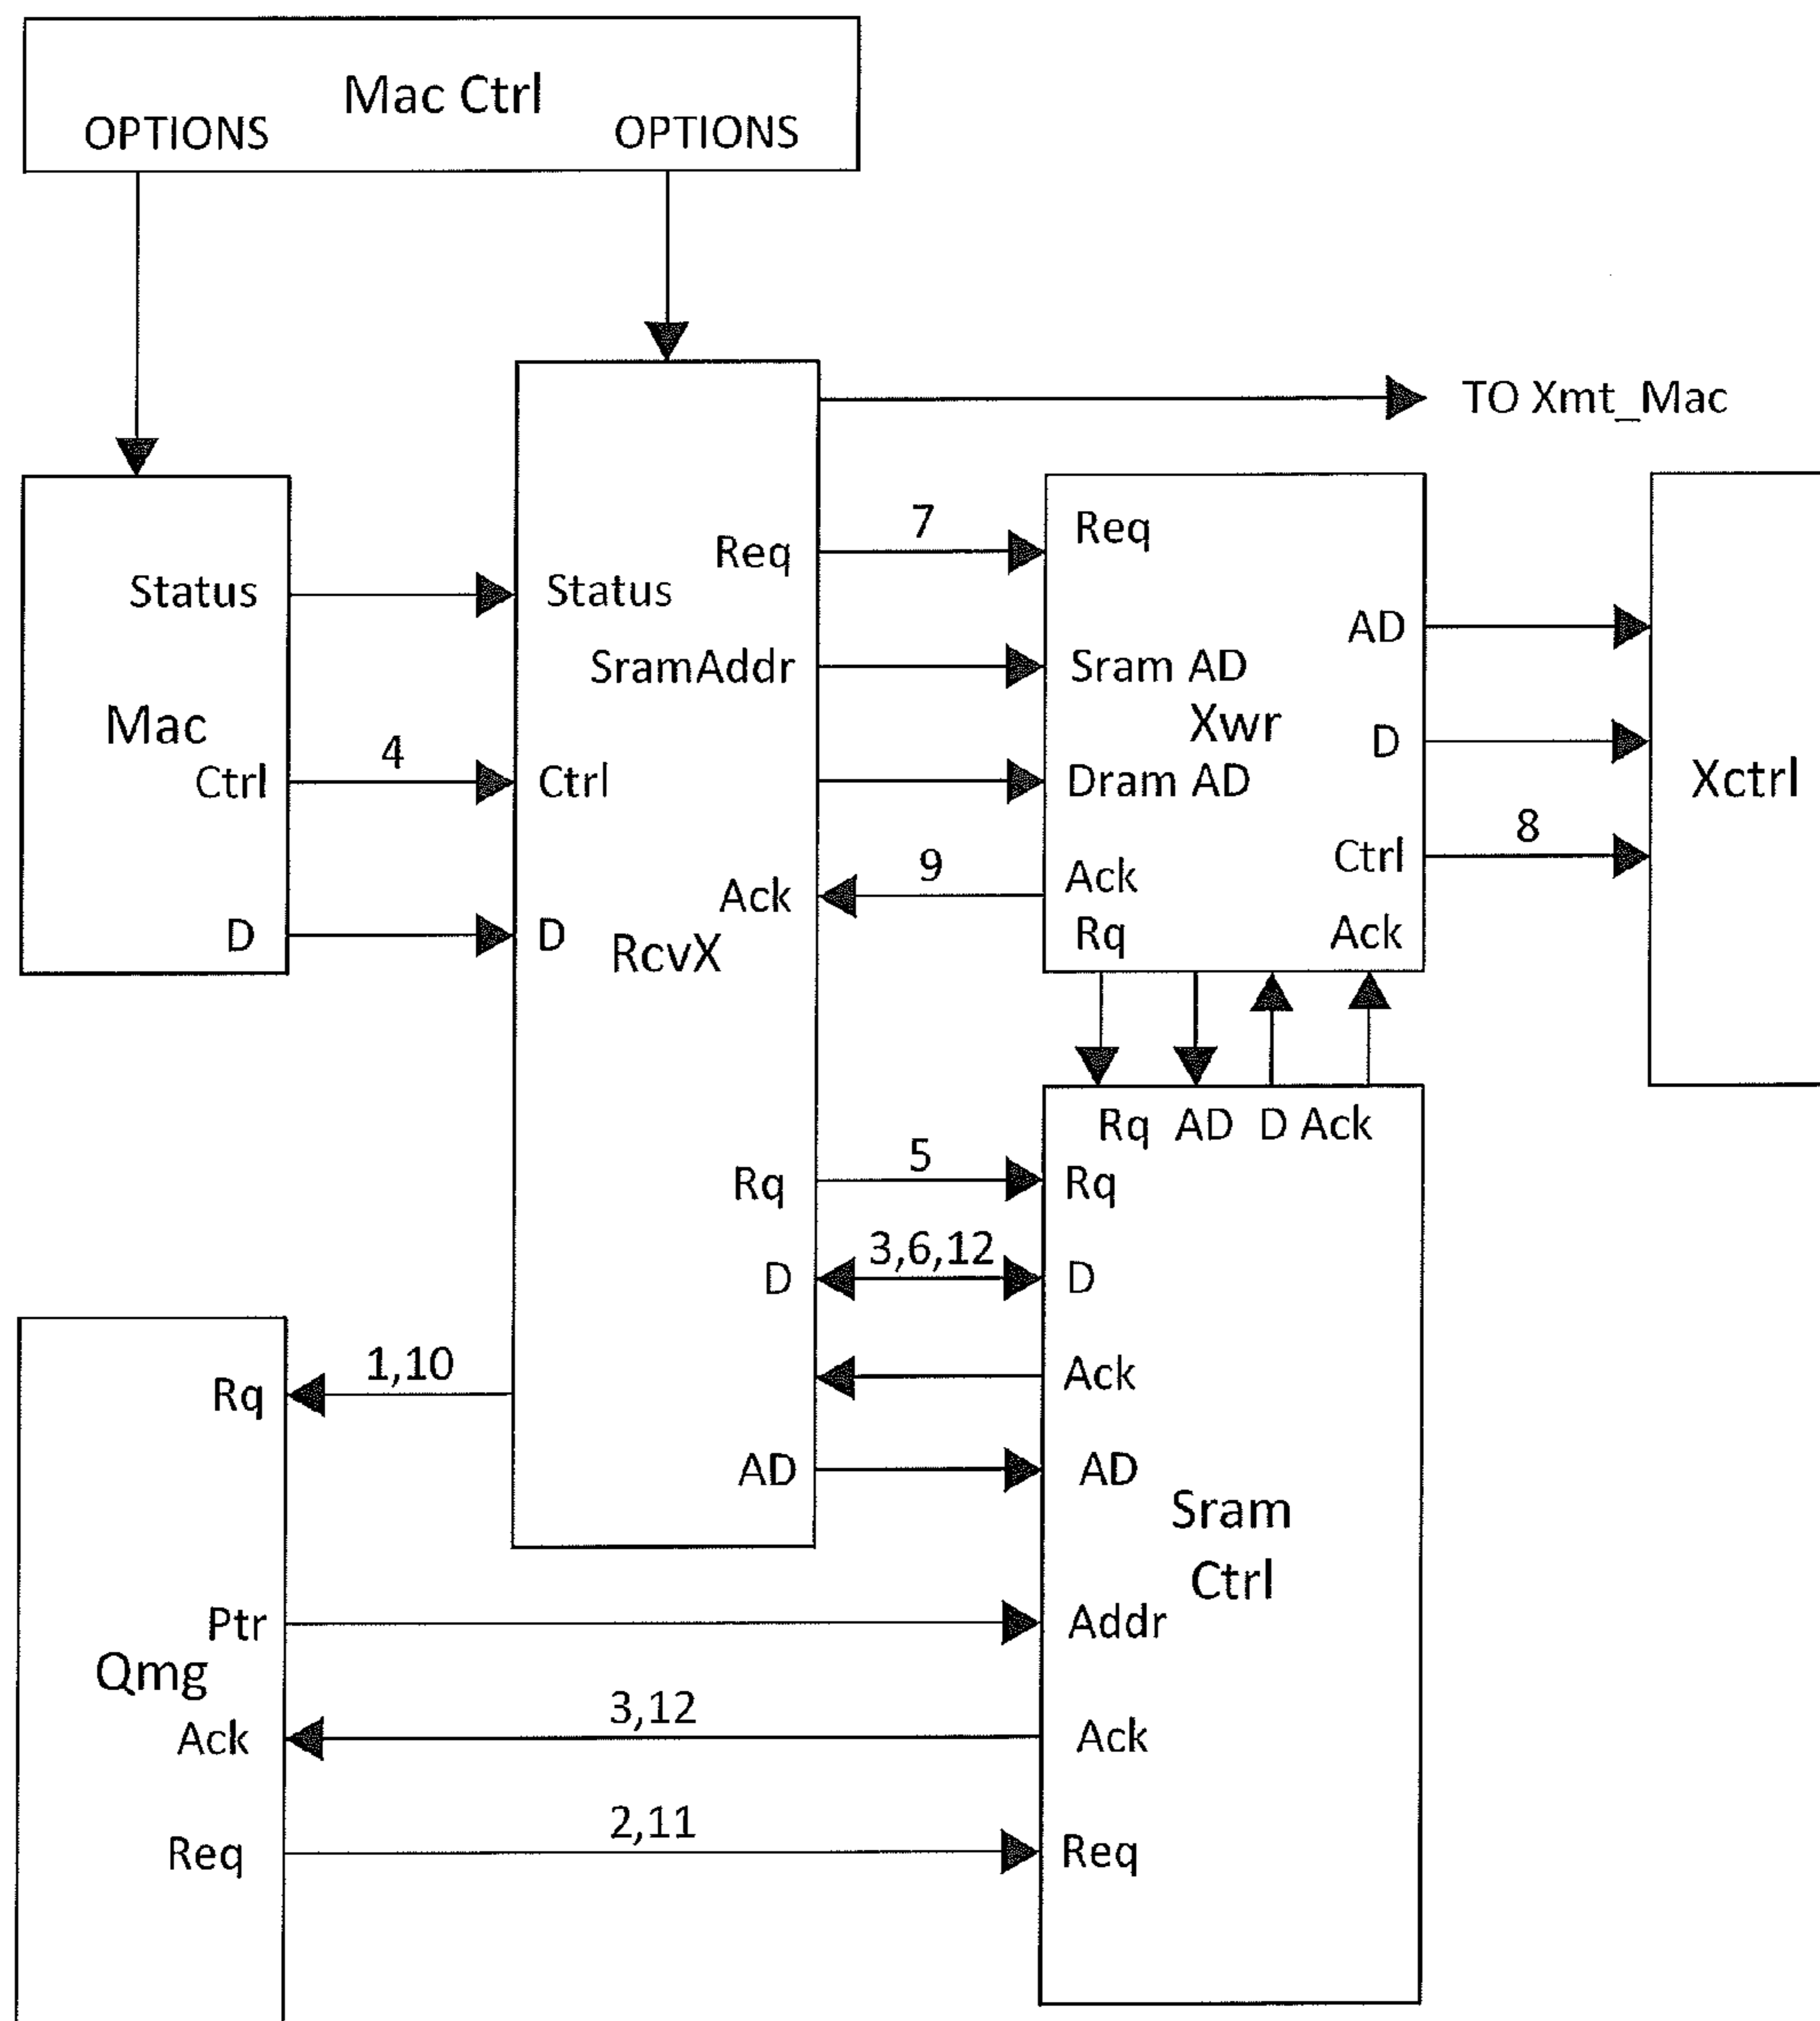 Mac Ctrl
OPTIONS OPTIONS
TO Xmt_Mac
Req 7 Req
Status Status
AD
SramAddr Sram AD
Mac Xwr
4 D
Ctrl Ctrl Dram AD Xctrl
8
9 Ctrl
Ack Ack
D D Rq Ack
RcvX
Rq AD D Ack
5
Rq Rq
3,6,12
D D
1,10 Ack
Rq
AD AD
Sram
Ctrl
Ptr Addr
Qmg
3,12
Ack Ack
2,11
Req Req